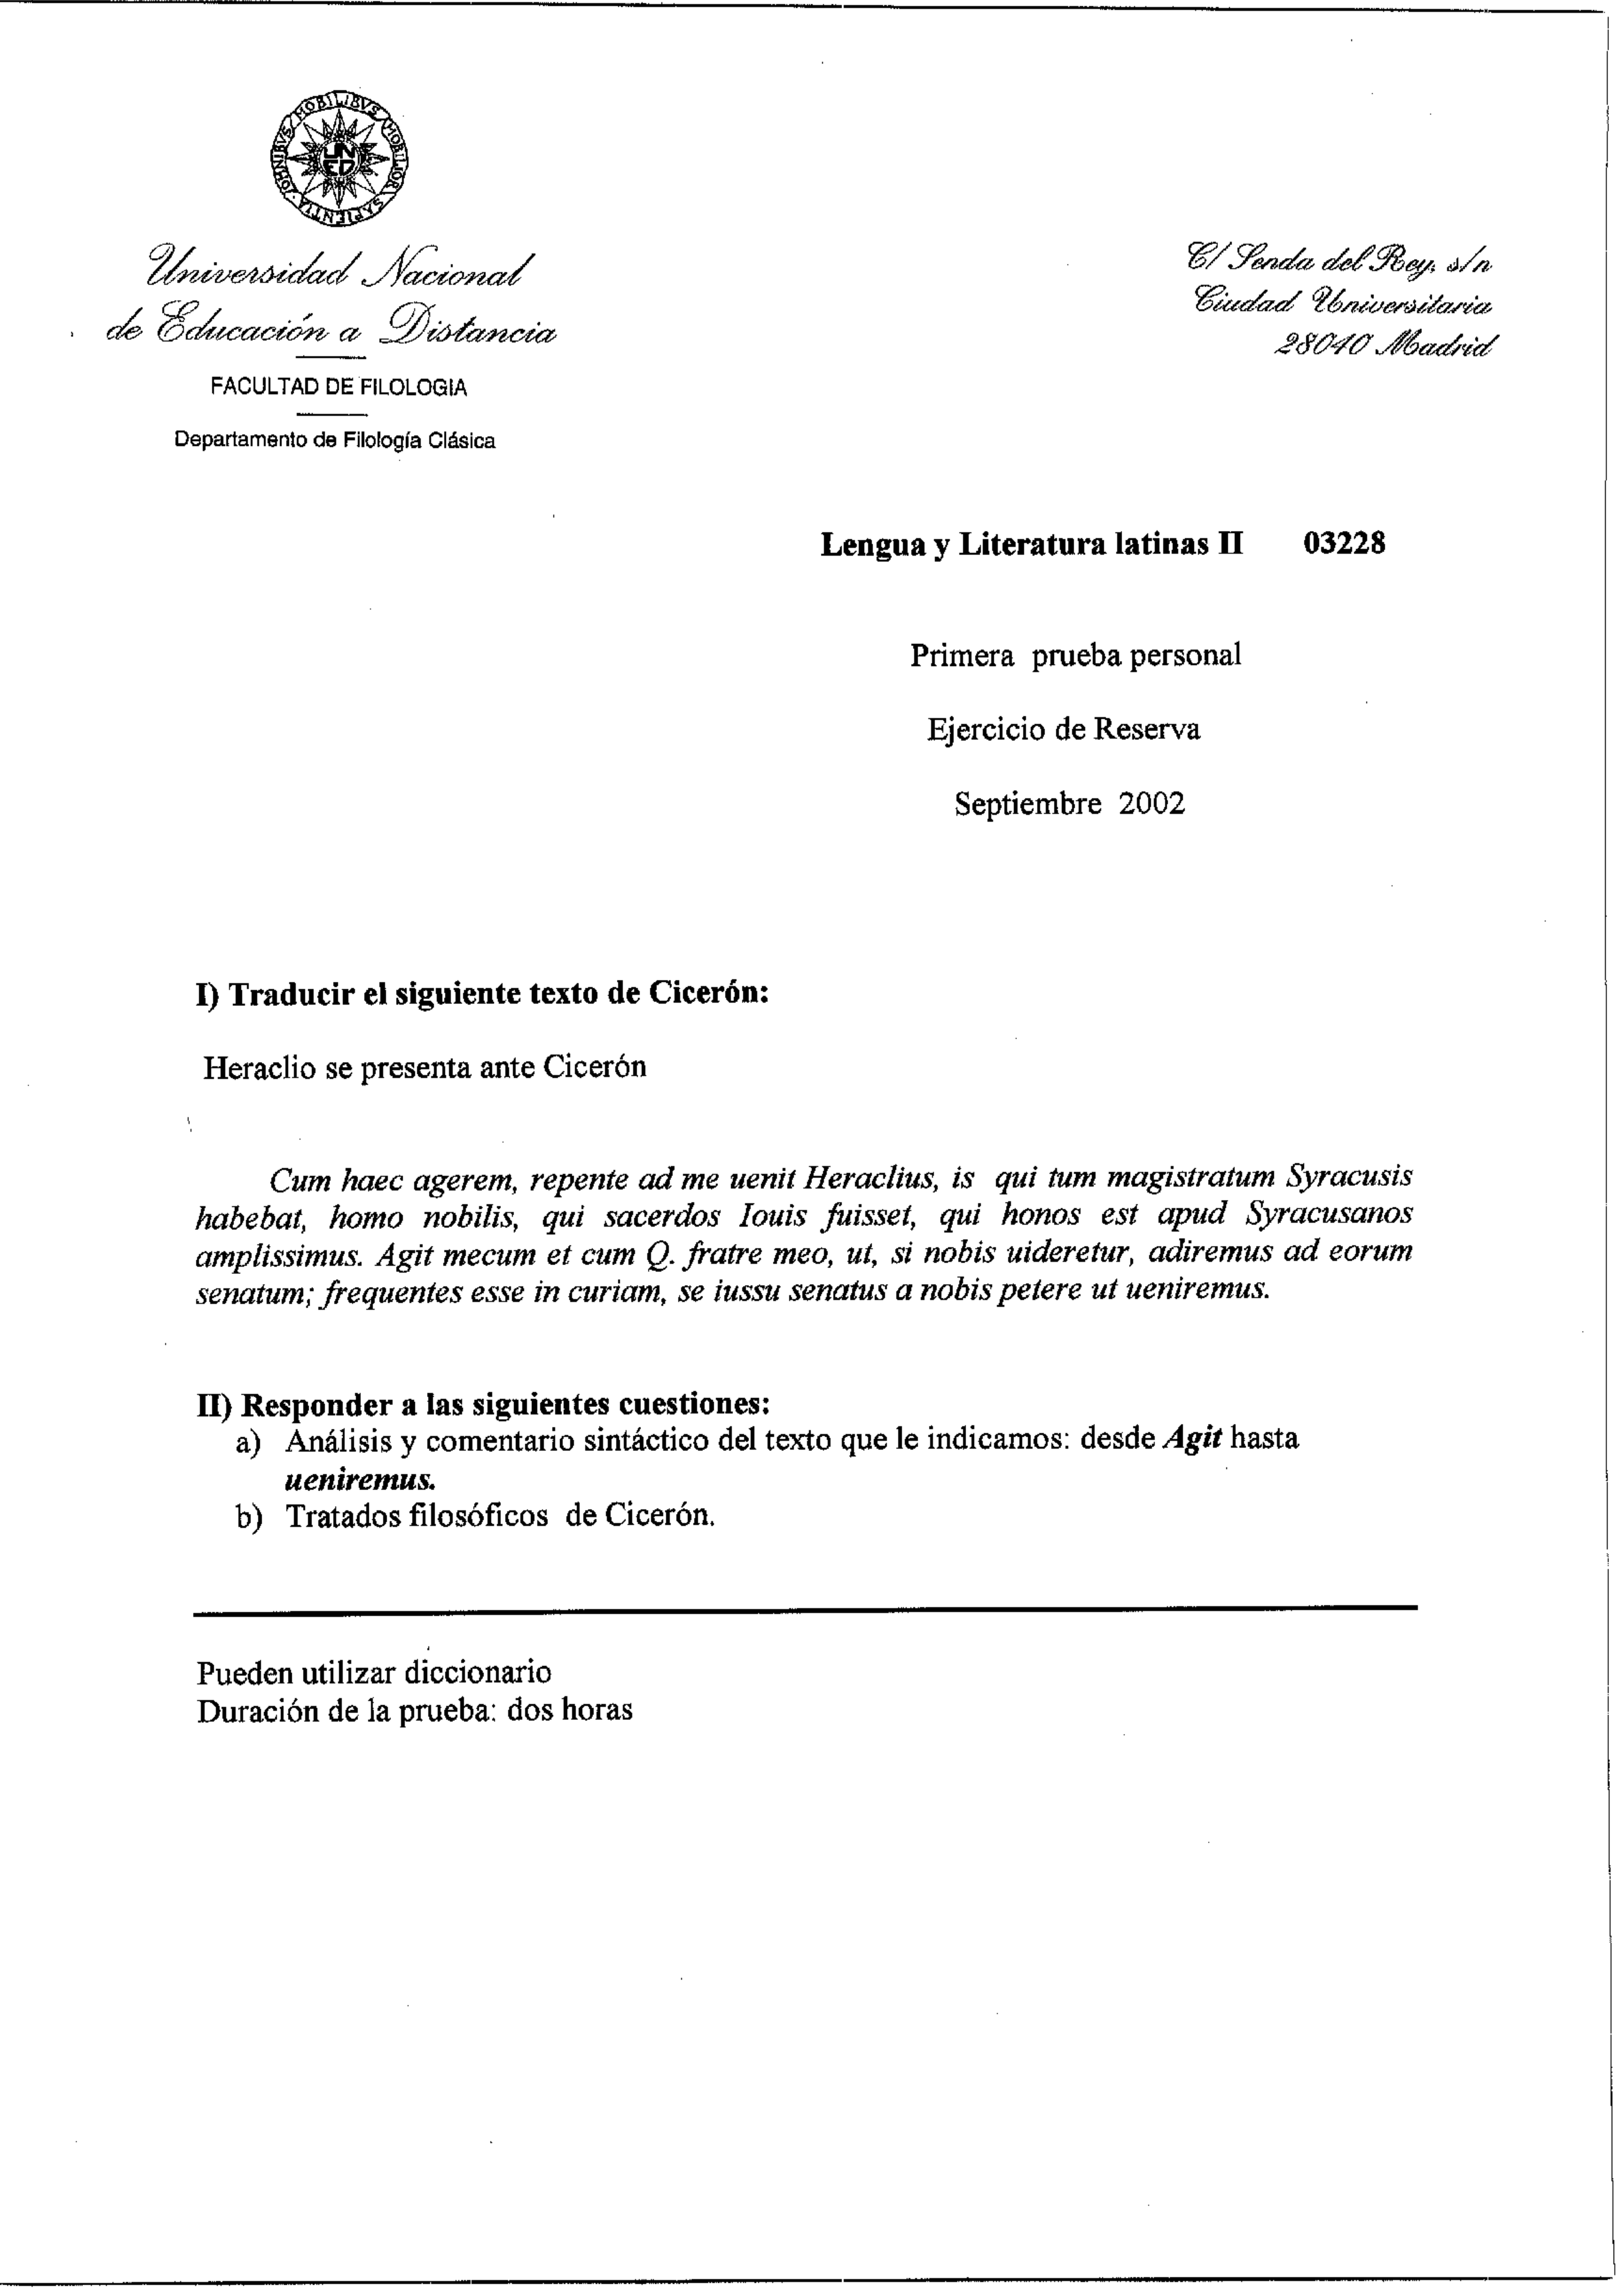 OMNIBVS MOBILIBVS MOBILIOR SAPIENTIA
UN
ED
Universidad Nacional
de Educación a Distancia
FACULTAD DE FILOLOGIA
Departamento de Filología Clásica
C/ Senda del Rey, s/n
Ciudad Universitaria
28040 Madrid
Lengua y Literatura latinas II 03228
Primera prueba personal
Ejercicio de Reserva
Septiembre 2002
I) Traducir el siguiente texto de Cicerón:
Heraclio se presenta ante Cicerón
Cum haec agerem, repente ad me uenit Heraclius, is qui tum magistratum Syracusis
habebat, homo nobilis, qui sacerdos Iouis fuisset, qui honos est apud Syracusanos
amplissimus. Agit mecum et cum Q. fratre meo, ut, si nobis uideretur, adiremus ad eorum
senatum; frequentes esse in curiam, se iussu senatus a nobis petere ut ueniremus.
II) Responder a las siguientes cuestiones:
a) Análisis y comentario sintáctico del texto que le indicamos: desde Agit hasta
ueniremus.
b) Tratados filosóficos de Cicerón.
Pueden utilizar diccionario
Duración de la prueba: dos horas